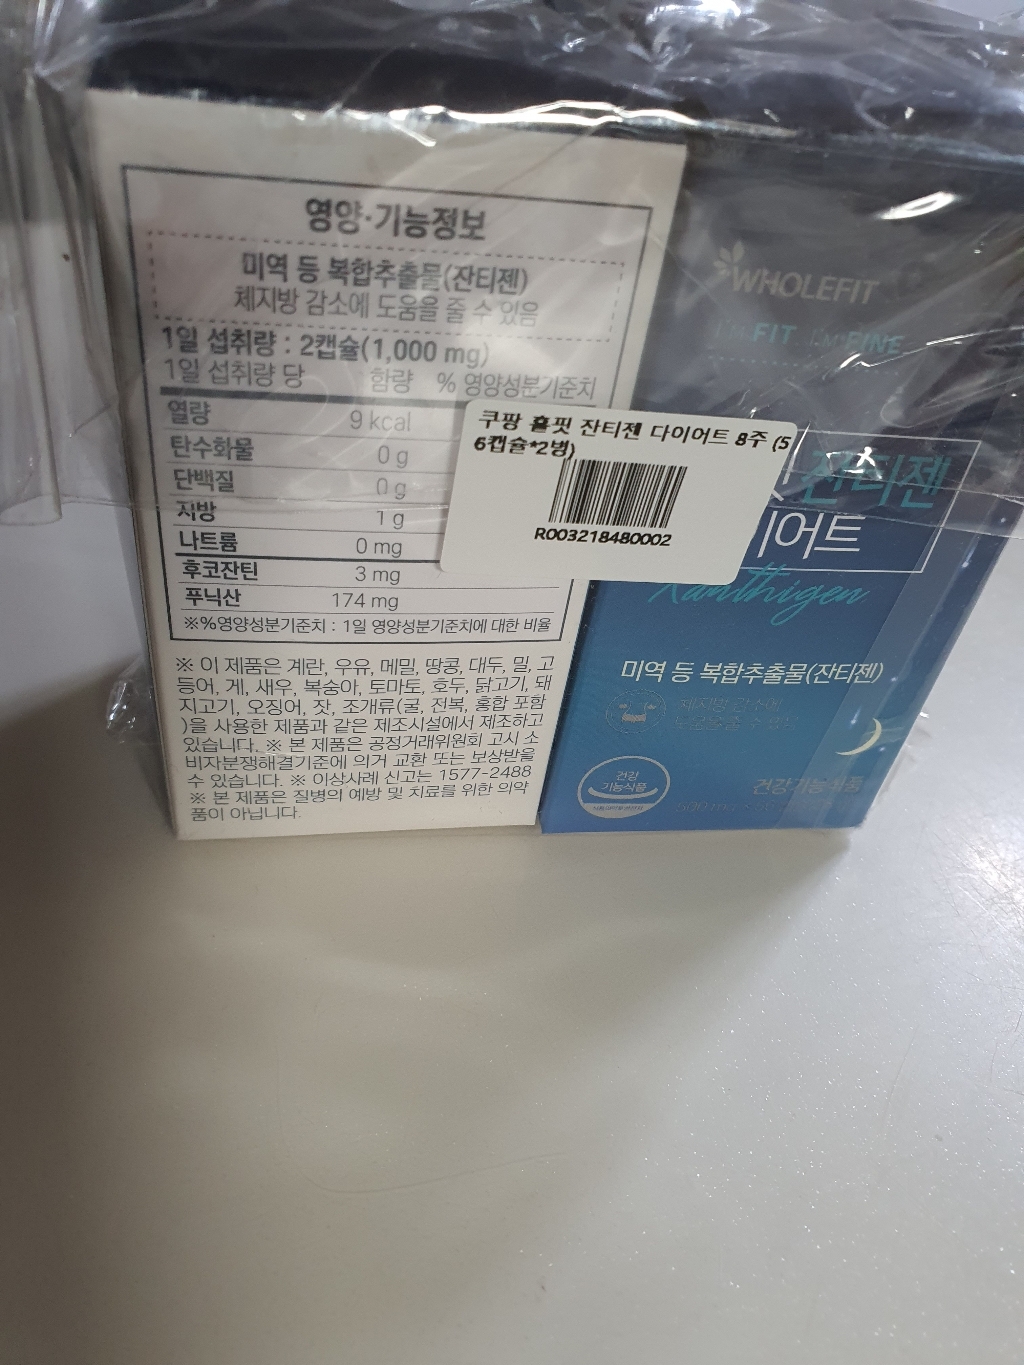 영양·기능정보
미역 등 복합추출물(잔티젠)
체지방 감소에 도움을 줄 수 있음
1일 섭취량 : 2캡슐(1,000 mg)
1일 섭취량 당 함량 % 영양성분기준치
열량 9 kcal
탄수화물 0 g
단백질 0 g
지방 1 g
나트륨 0 mg
후코잔틴 3 mg
푸닉산 174 mg
※%영양성분기준치 : 1일 영양성분기준치에 대한 비율
※ 이 제품은 계란, 우유, 메밀, 땅콩, 대두, 밀, 고
등어, 게, 새우, 복숭아, 토마토, 호두, 닭고기, 돼
지고기, 오징어, 잣, 조개류(굴, 전복, 홍합 포함
)을 사용한 제품과 같은 제조시설에서 제조하고
있습니다. ※ 본 제품은 공정거래위원회 고시 소
비자분쟁해결기준에 의거 교환 또는 보상받을
수 있습니다. ※ 이상사례 신고는 1577-2488
※ 본 제품은 질병의 예방 및 치료를 위한 의약
품이 아닙니다.
쿠팡 홀핏 잔티젠 다이어트 8주 (5
6캡슐*2병)
R003218480002
WHOLEFIT
I'M FIT I'M FINE
잔티젠
이어트
Xanthigen
미역 등 복합추출물(잔티젠)
체지방 감소에
도움을 줄 수 있음
건강
기능식품
건강기능식품